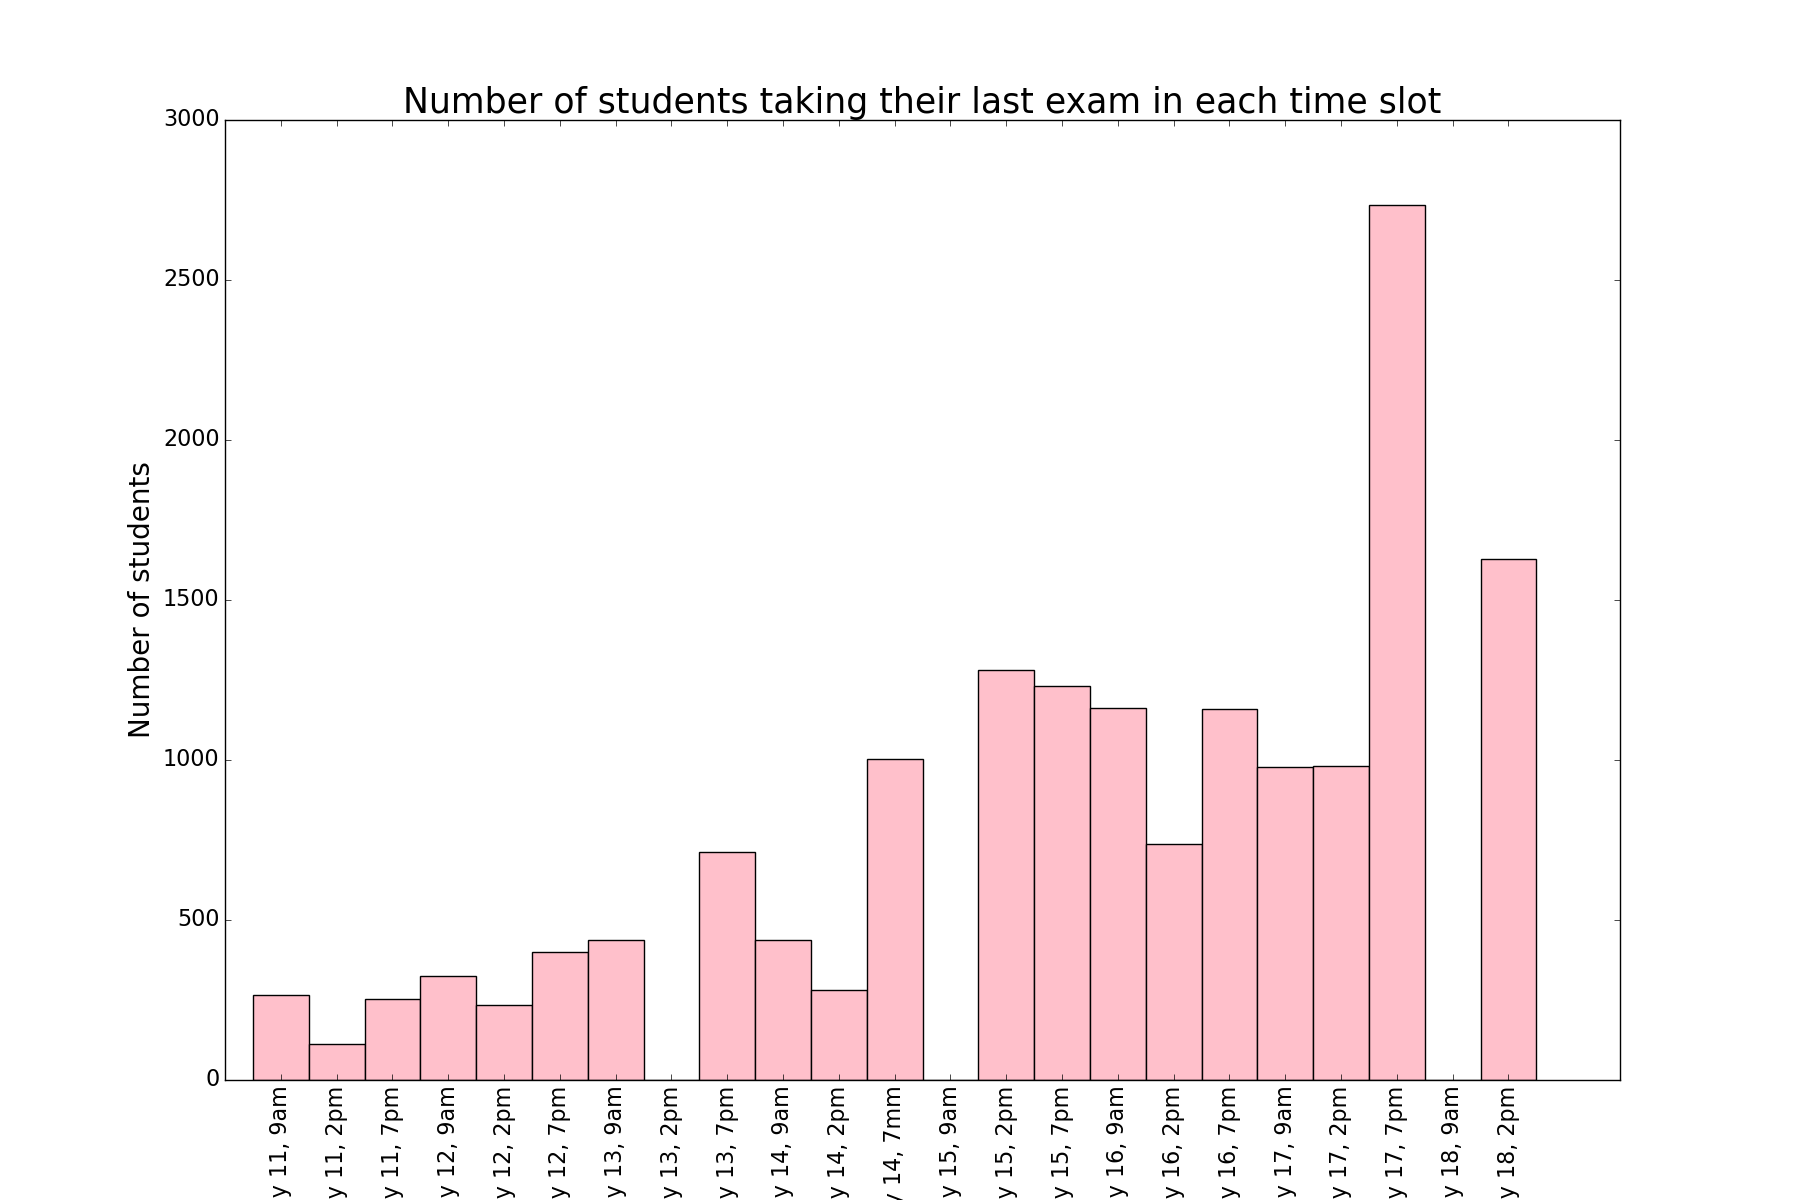 Number of students taking their last exam in each time slot
3000
2500
2000
1500
1000
500
0
Number of students
y 11, 9am
y 11, 2pm
y 11, 7pm
y 12, 9am
y 12, 2pm
y 12, 7pm
y 13, 9am
y 13, 2pm
y 13, 7pm
y 14, 9am
y 14, 2pm
y 14, 7mm
y 15, 9am
y 15, 2pm
y 15, 7pm
y 16, 9am
y 16, 2pm
y 16, 7pm
y 17, 9am
y 17, 2pm
y 17, 7pm
y 18, 9am
y 18, 2pm